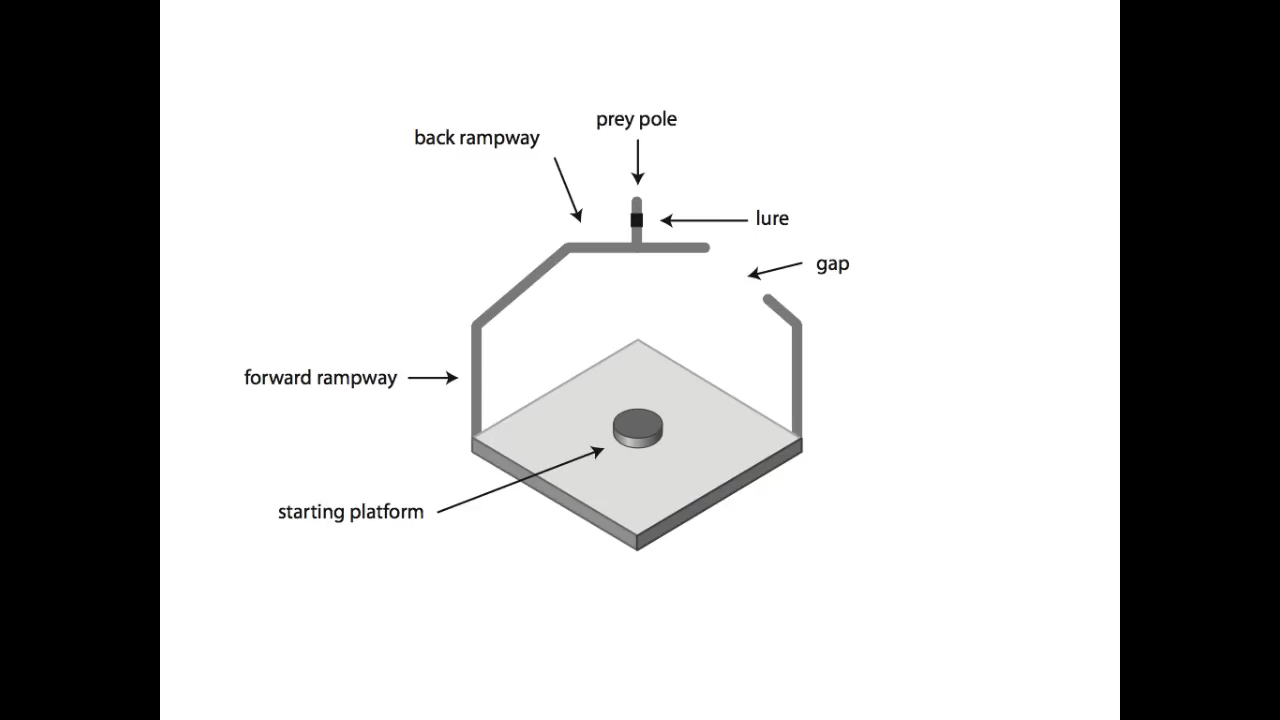 prey pole
back rampway
lure
gap
forward rampway
starting platform